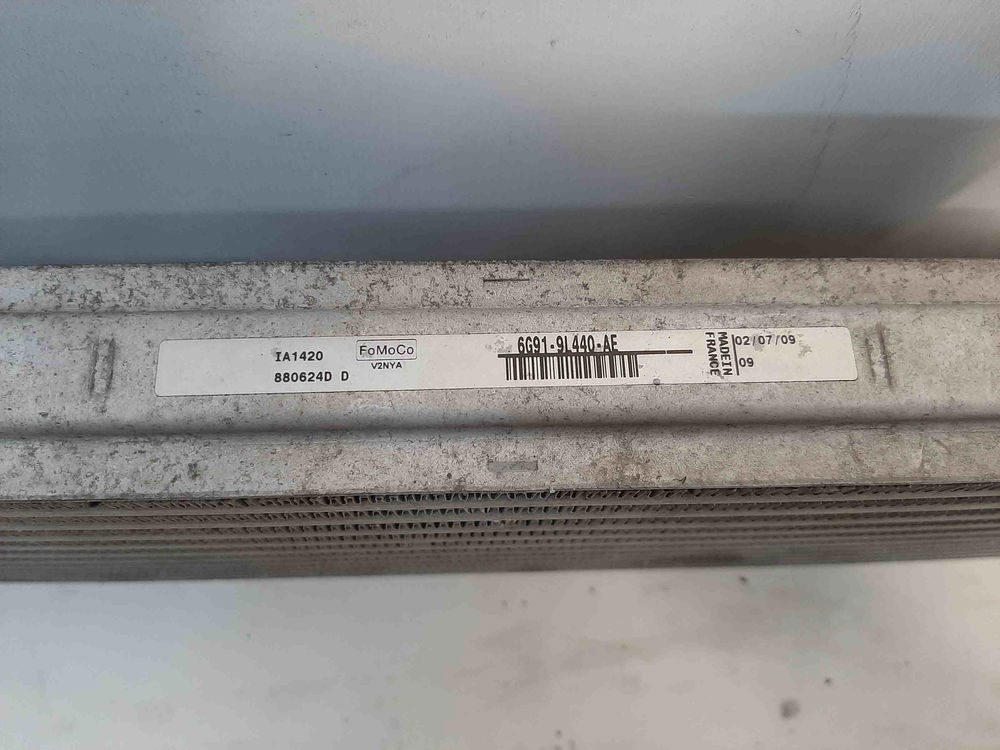 IA1420
880624D D
FoMoCo
V2NYA
6G91-9L440-AE
MADE IN
FRANCE
02/07/09
09